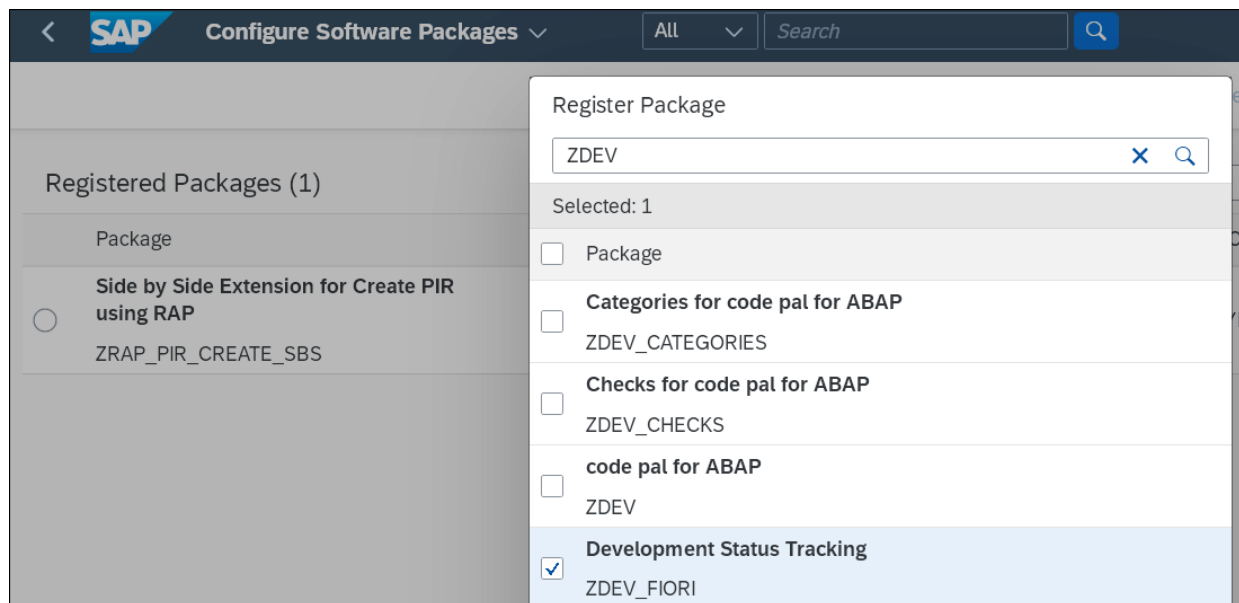 SAP Configure Software Packages All Search
Register Package
ZDEV
Registered Packages (1)
Selected: 1
Package
Package
Side by Side Extension for Create PIR
using RAP
ZRAP_PIR_CREATE_SBS
Categories for code pal for ABAP
ZDEV_CATEGORIES
Checks for code pal for ABAP
ZDEV_CHECKS
code pal for ABAP
ZDEV
Development Status Tracking
ZDEV_FIORI